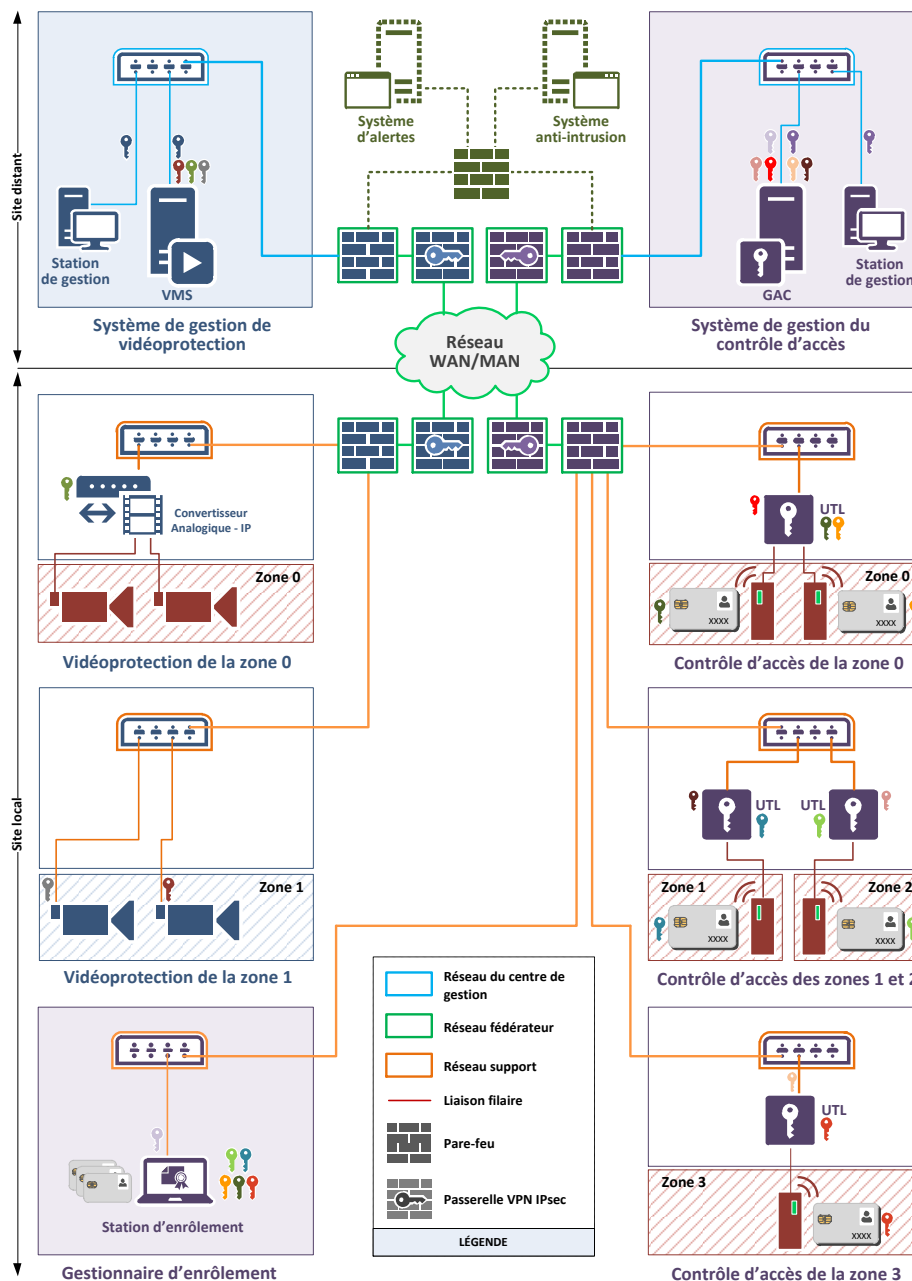 Site distant
Système
d'alertes
Système
anti-intrusion
Station
de gestion
VMS
GAC
Station
de gestion
Système de gestion de
vidéoprotection
Système de gestion du
contrôle d'accès
Réseau
WAN/MAN
Site local
Convertisseur
Analogique - IP
UTL
Zone 0
Zone 0
XXXX
XXXX
Vidéoprotection de la zone 0
Contrôle d'accès de la zone 0
UTL
UTL
Zone 1
Zone 1
Zone 2
XXXX
XXXX
Vidéoprotection de la zone 1
Contrôle d'accès des zones 1 et 2
Réseau du centre de
gestion
Réseau fédérateur
Réseau support
Liaison filaire
Pare-feu
Passerelle VPN IPsec
LÉGENDE
UTL
Zone 3
XXXX
Station d'enrôlement
Gestionnaire d'enrôlement
Contrôle d'accès de la zone 3